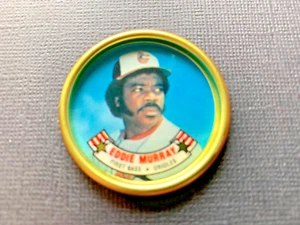 EDDIE MURRAY
FIRST BASE ★ ORIOLES